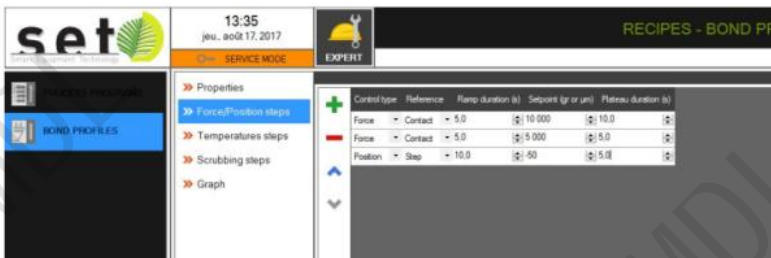 set
Smart Equipment Technology
13:35
jeu., août 17, 2017
SERVICE MODE
EXPERT
RECIPES - BOND PR
BOND PROFILES
Properties
Force/Position steps
Temperatures steps
Scrubbing steps
Graph
Control type Reference Ramp duration (s) Setpoint (gr or µm) Plateau duration (s)
Force Contact 5,0 10 000 10,0
Force Contact 5,0 5 000 5,0
Position Step 10,0 -50 5,0